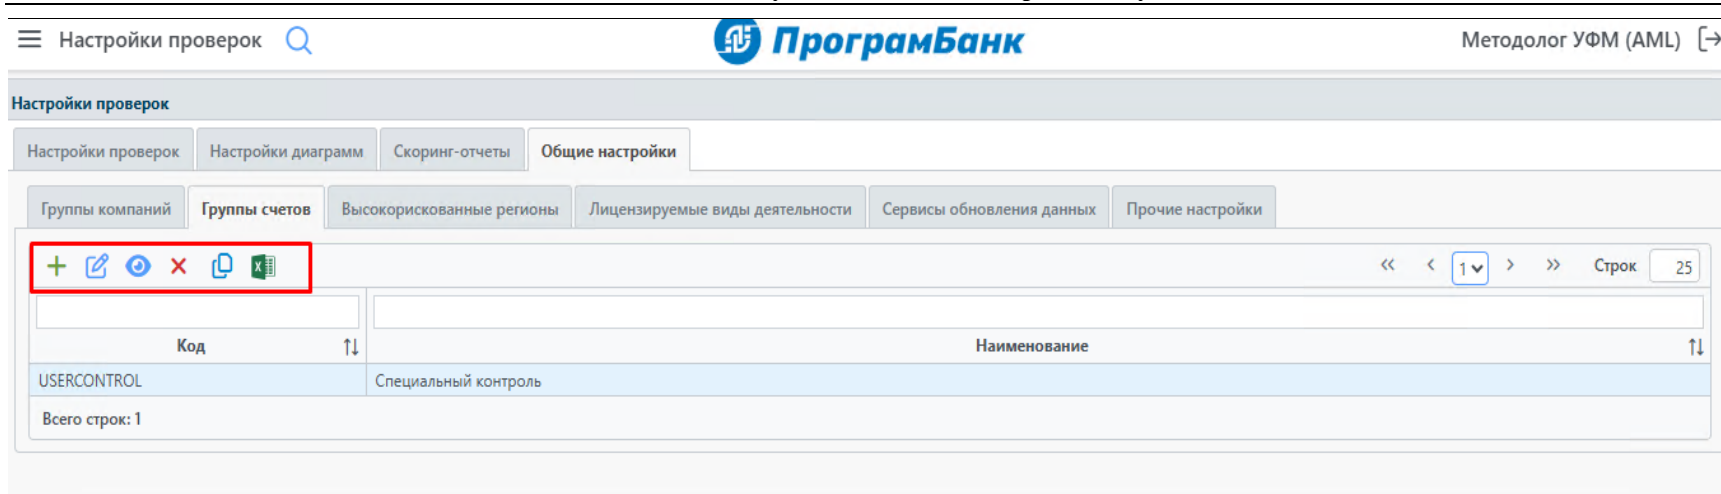 Настройки проверок
ПрограмБанк
Методолог УФМ (AML)
Настройки проверок
Настройки проверок
Настройки диаграмм
Скоринг-отчеты
Общие настройки
Группы компаний
Группы счетов
Высокорискованные регионы
Лицензируемые виды деятельности
Сервисы обновления данных
Прочие настройки
1
Строк
25
Код
Наименование
USERCONTROL
Специальный контроль
Всего строк: 1